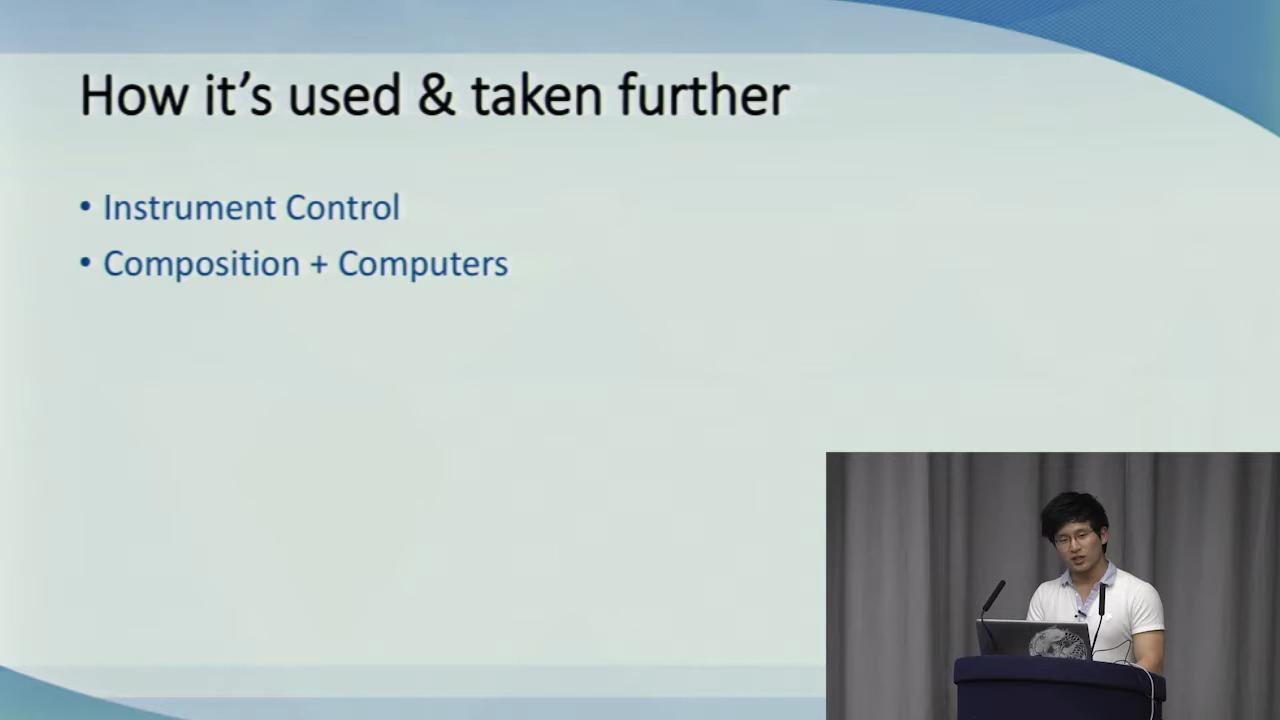 How it’s used & taken further
• Instrument Control
• Composition + Computers